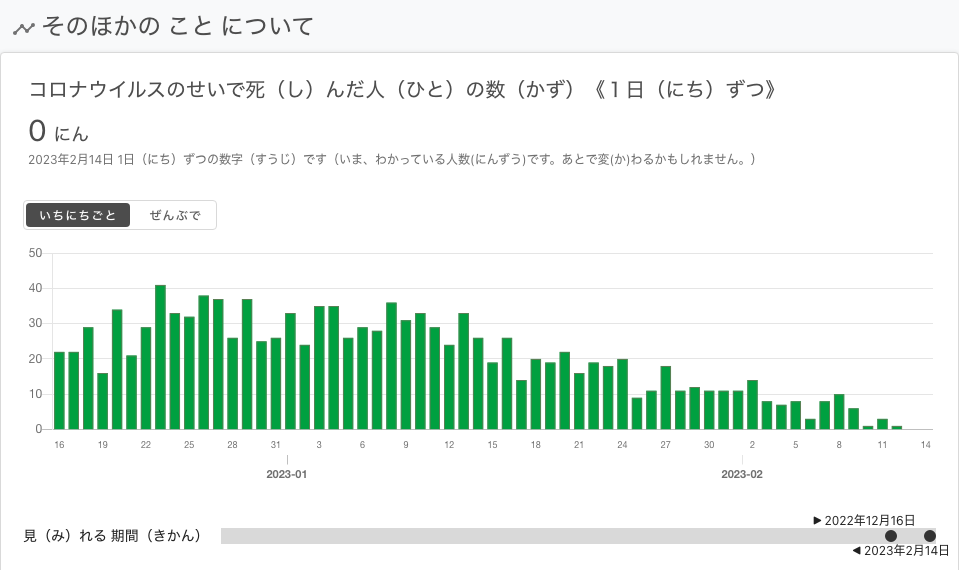 そのほかの こと について
コロナウイルスのせいで死（し）んだ人（ひと）の数（かず）《１日（にち）ずつ》
0 にん
2023年2月14日 1日（にち）ずつの数字（すうじ）です（いま、わかっている人数(にんずう)です。あとで変(か)わるかもしれません。）
いちにちごと ぜんぶで
50
40
30
20
10
0
16 19 22 25 28 31 3 6 9 12 15 18 21 24 27 30 2 5 8 11 14
2023-01 2023-02
▶ 2022年12月16日
見（み）れる 期間（きかん）
◀ 2023年2月14日